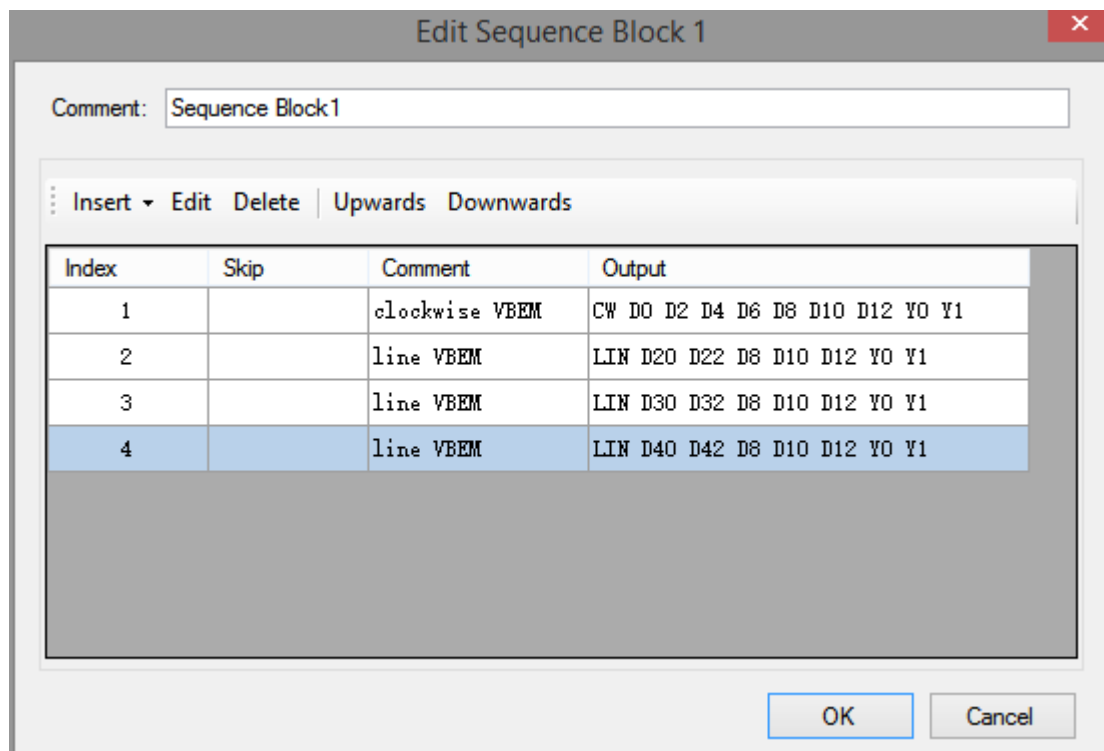 Edit Sequence Block 1
Comment: Sequence Block1
Insert Edit Delete Upwards Downwards
Index Skip Comment Output
1 clockwise VBEM CW D0 D2 D4 D6 D8 D10 D12 Y0 Y1
2 line VBEM LIN D20 D22 D8 D10 D12 Y0 Y1
3 line VBEM LIN D30 D32 D8 D10 D12 Y0 Y1
4 line VBEM LIN D40 D42 D8 D10 D12 Y0 Y1
OK Cancel